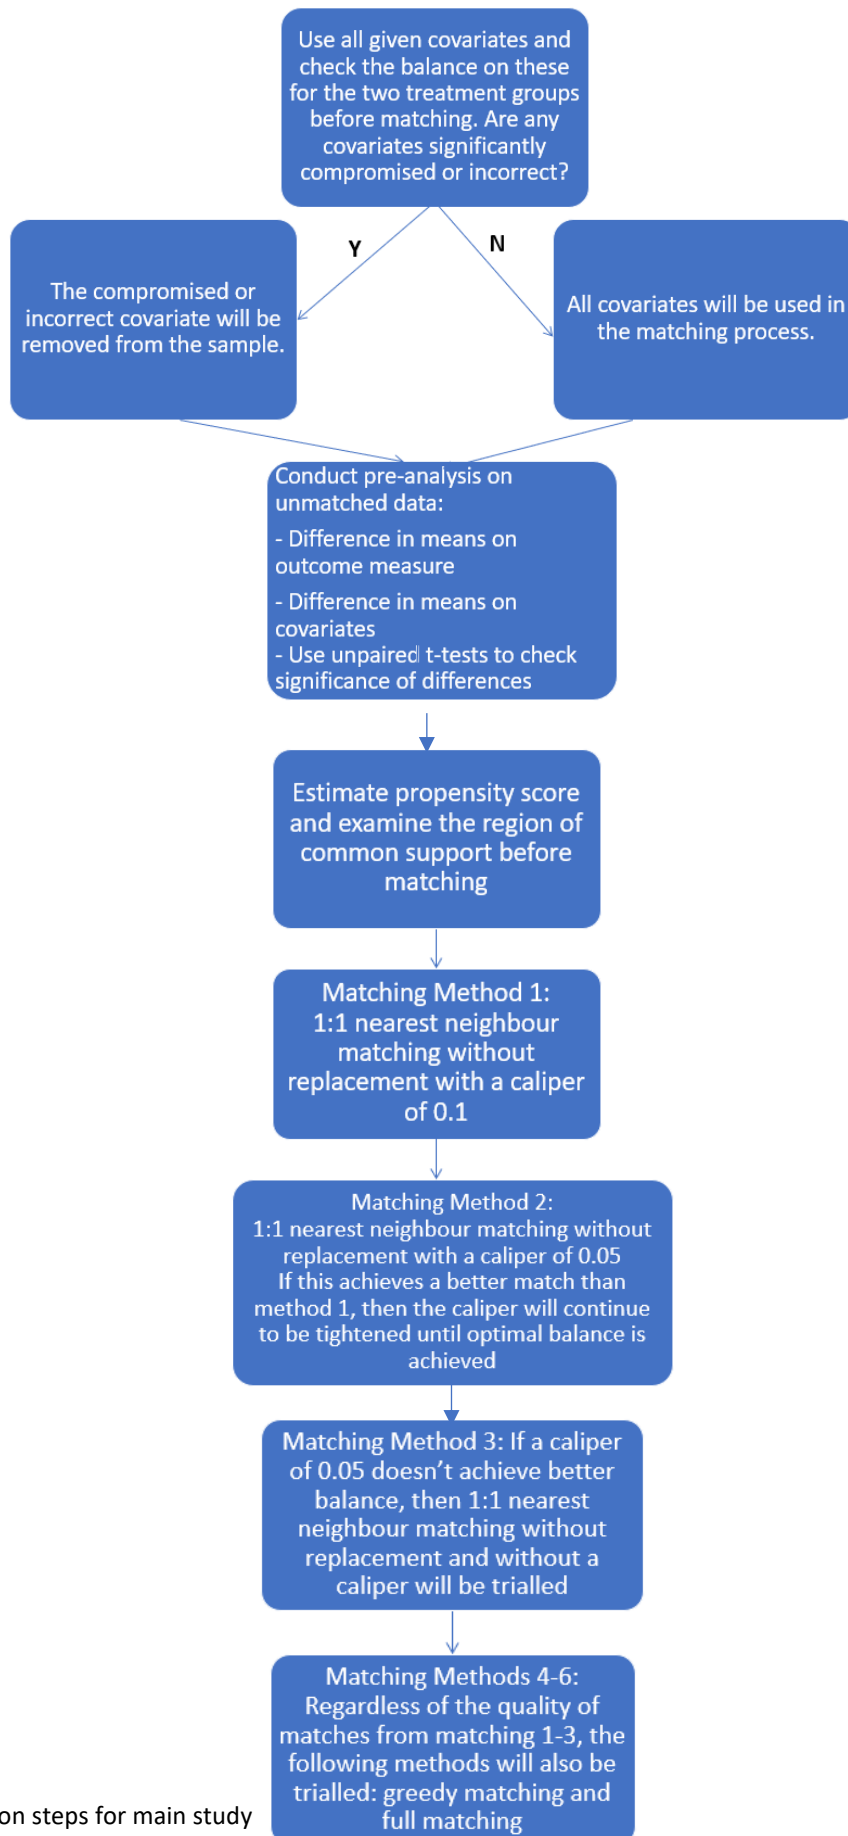 Use all given covariates and
check the balance on these
for the two treatment groups
before matching. Are any
covariates significantly
compromised or incorrect?
Y
N
The compromised or
incorrect covariate will be
removed from the sample.
All covariates will be used in
the matching process.
Conduct pre-analysis on
unmatched data:
- Difference in means on
outcome measure
- Difference in means on
covariates
- Use unpaired t-tests to check
significance of differences
Estimate propensity score
and examine the region of
common support before
matching
Matching Method 1:
1:1 nearest neighbour
matching without
replacement with a caliper
of 0.1
Matching Method 2:
1:1 nearest neighbour matching without
replacement with a caliper of 0.05
If this achieves a better match than
method 1, then the caliper will continue
to be tightened until optimal balance is
achieved
Matching Method 3: If a caliper
of 0.05 doesn’t achieve better
balance, then 1:1 nearest
neighbour matching without
replacement and without a
caliper will be trialled
Matching Methods 4-6:
Regardless of the quality of
matches from matching 1-3, the
following methods will also be
trialled: greedy matching and
full matching
on steps for main study